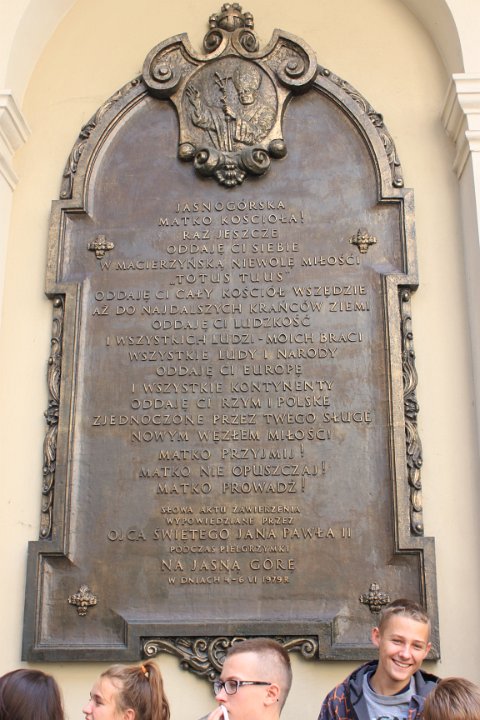 JASNOGÓRSKA
MATKO KOŚCIOŁA!
RAZ JESZCZE
ODDAJĘ CI SIEBIE
W MACIERZYŃSKĄ NIEWOLĘ MIŁOŚCI
„TOTUS TUUS”
ODDAJĘ CI CAŁY KOŚCIÓŁ WSZĘDZIE
AŻ DO NAJDALSZYCH KRAŃCÓW ZIEMI
ODDAJĘ CI LUDZKOŚĆ
I WSZYSTKICH LUDZI - MOICH BRACI
WSZYSTKIE LUDY I NARODY
ODDAJĘ CI EUROPĘ
I WSZYSTKIE KONTYNENTY
ODDAJĘ CI RZYM I POLSKĘ
ZJEDNOCZONE PRZEZ TWEGO SŁUGĘ
NOWYM WĘZŁEM MIŁOŚCI
MATKO PRZYJMIJ!
MATKO NIE OPUSZCZAJ!
MATKO PROWADŹ!
SŁOWA AKTU ZAWIERZENIA
WYPOWIEDZIANE PRZEZ
OJCA ŚWIĘTEGO JANA PAWŁA II
PODCZAS PIELGRZYMKI
NA JASNĄ GÓRĘ
W DNIACH 4-6 VI 1979 R